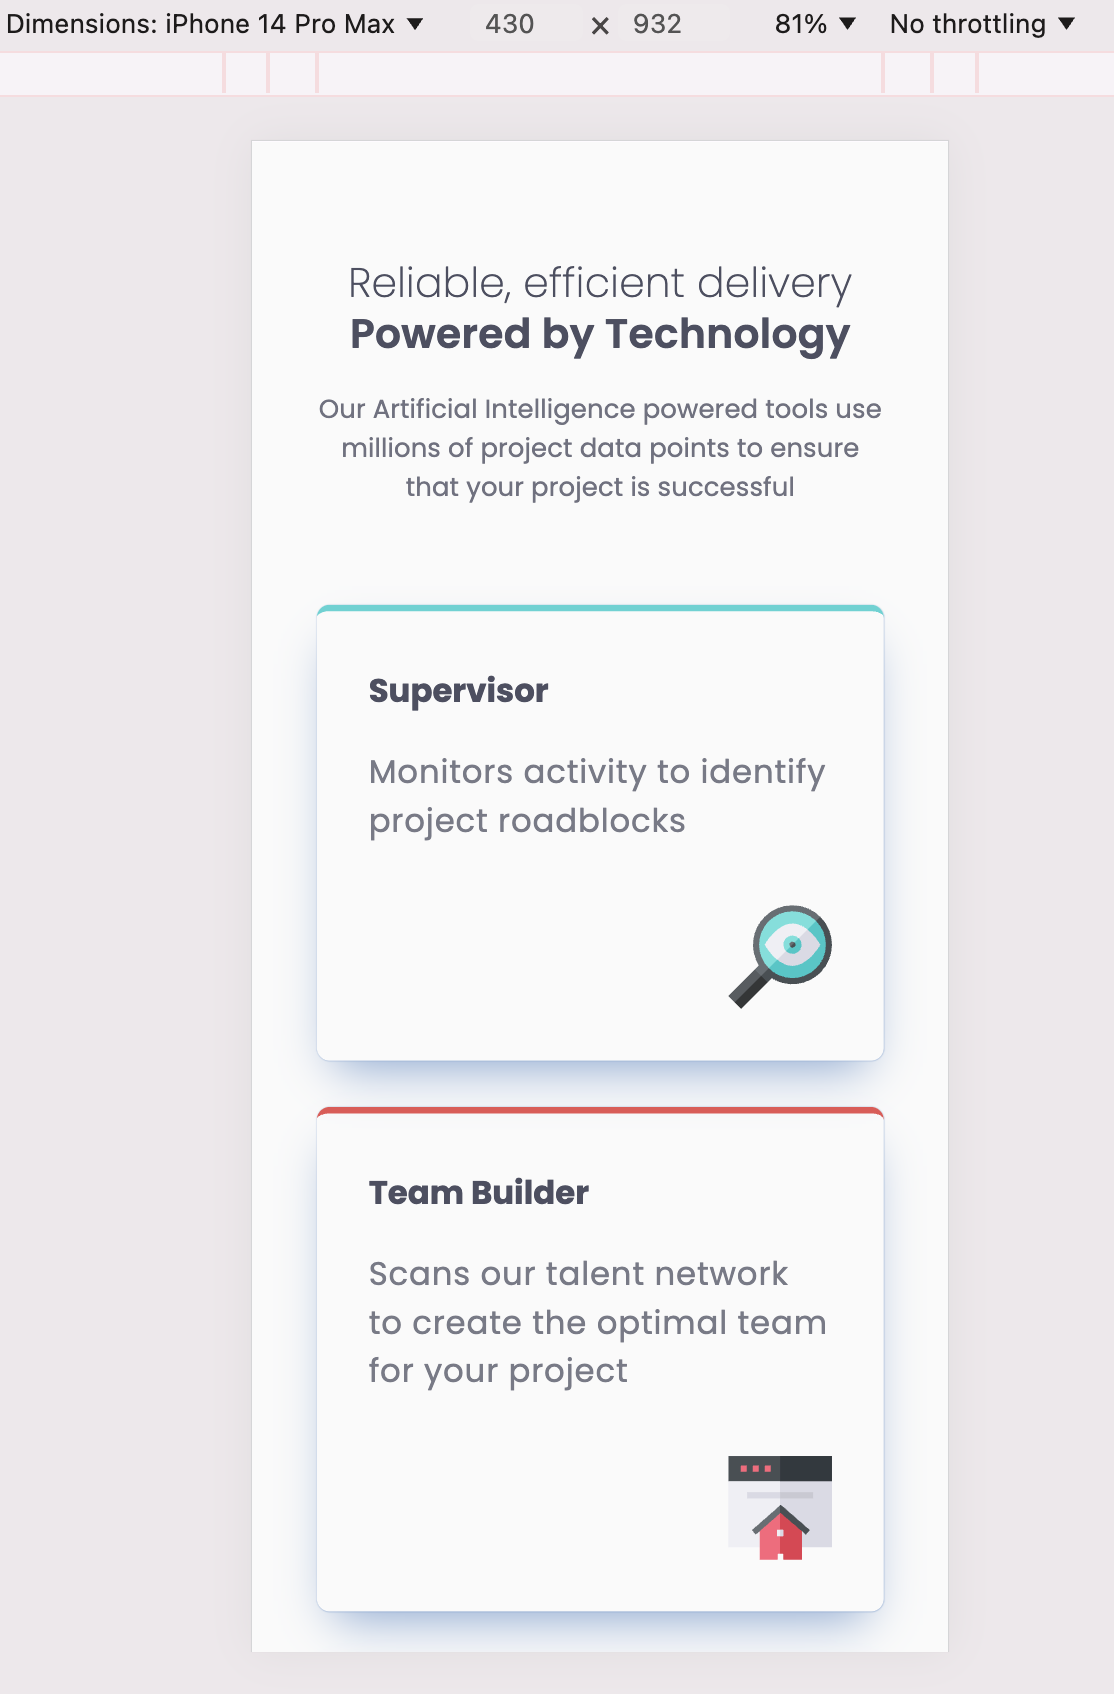 Dimensions: iPhone 14 Pro Max ▼ 430 × 932 81% ▼ No throttling ▼
Reliable, efficient delivery
Powered by Technology
Our Artificial Intelligence powered tools use
millions of project data points to ensure
that your project is successful
Supervisor
Monitors activity to identify
project roadblocks
Team Builder
Scans our talent network
to create the optimal team
for your project